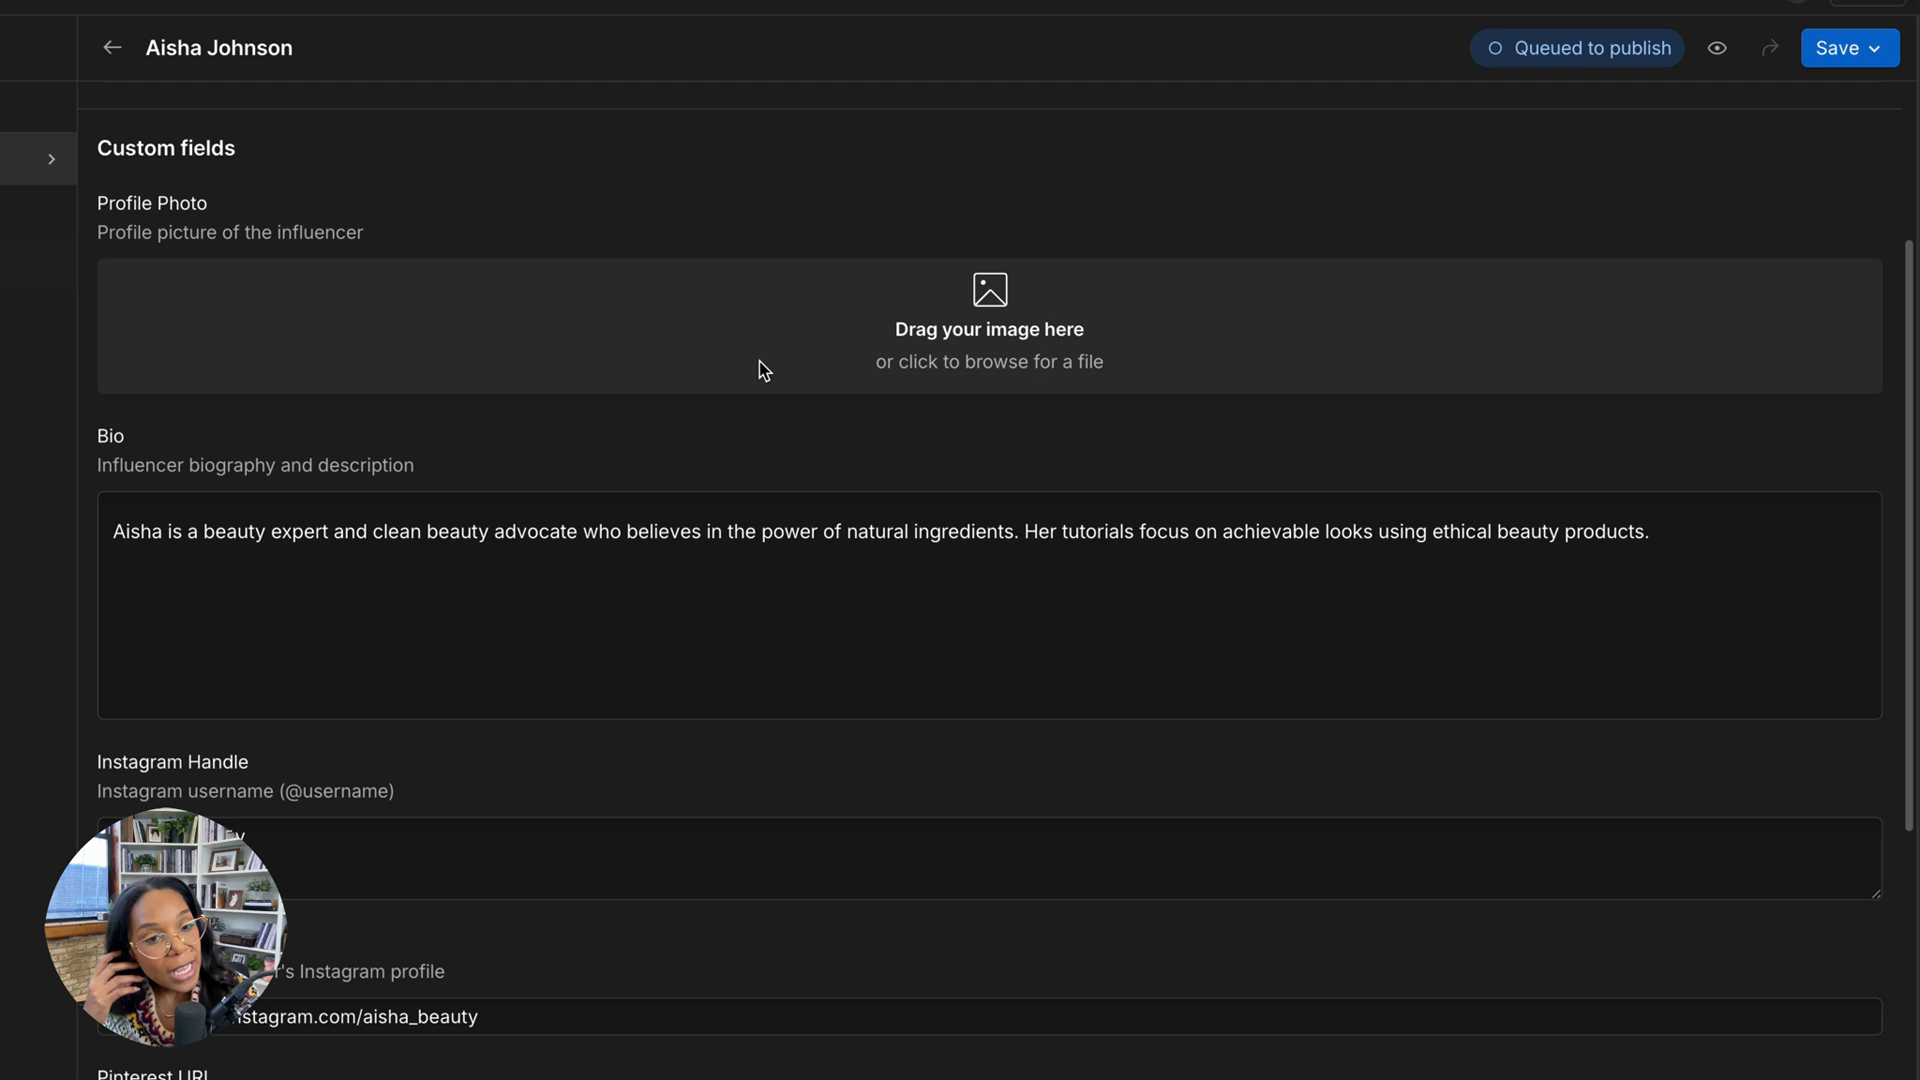 Aisha Johnson
Queued to publish
Save
Custom fields
Profile Photo
Profile picture of the influencer
Drag your image here
or click to browse for a file
Bio
Influencer biography and description
Aisha is a beauty expert and clean beauty advocate who believes in the power of natural ingredients. Her tutorials focus on achievable looks using ethical beauty products.
Instagram Handle
Instagram username (@username)
's Instagram profile
nstagram.com/aisha_beauty
Pinterest URL